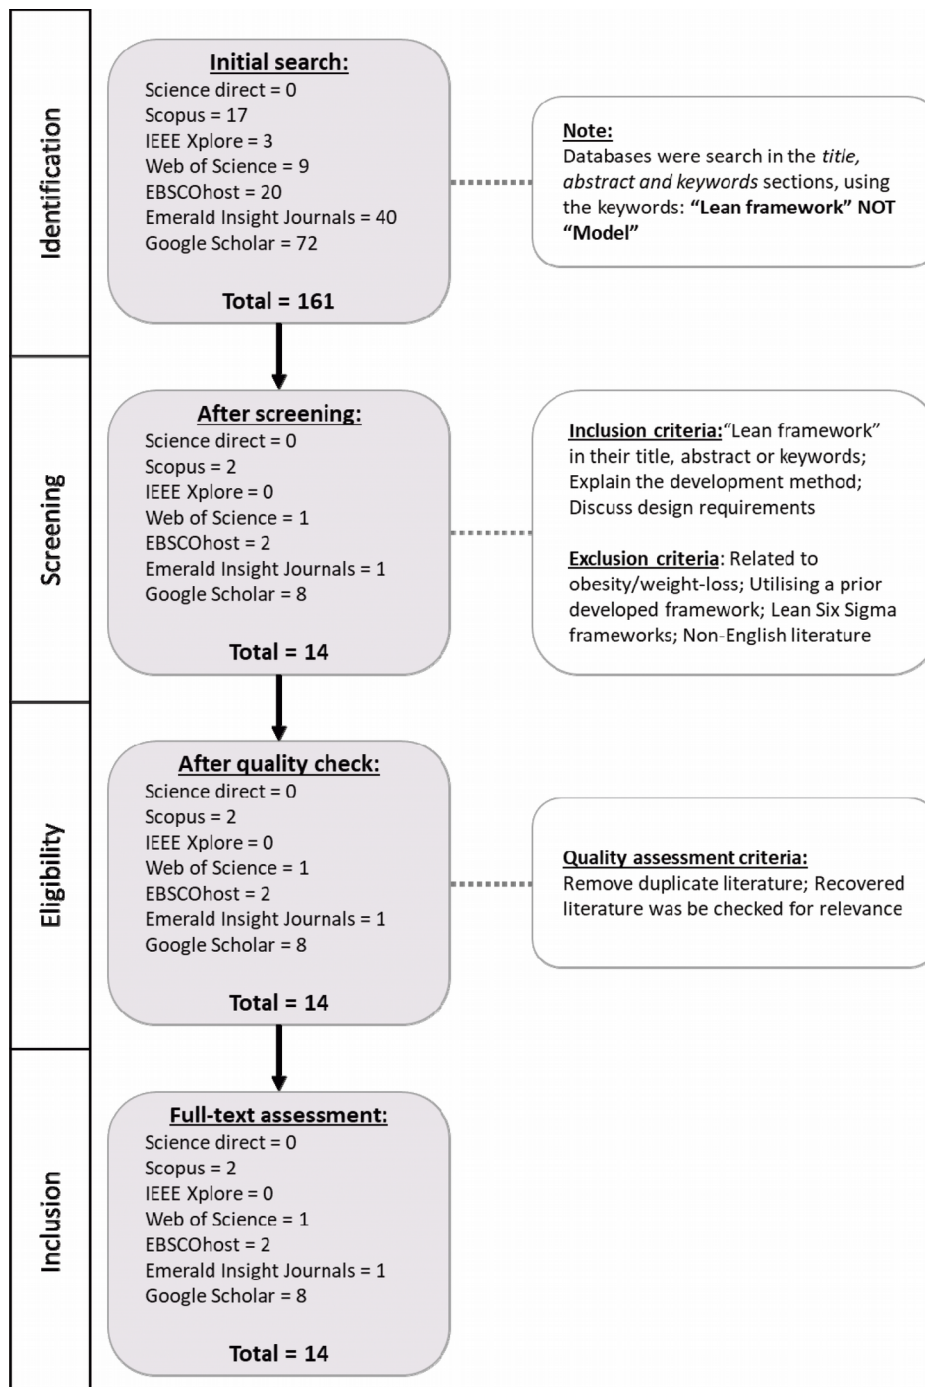 Identification
Initial search:
Science direct = 0
Scopus = 17
IEEE Xplore = 3
Web of Science = 9
EBSCOhost = 20
Emerald Insight Journals = 40
Google Scholar = 72
Total = 161
Note:
Databases were search in the title,
abstract and keywords sections, using
the keywords: “Lean framework” NOT
“Model”
Screening
After screening:
Science direct = 0
Scopus = 2
IEEE Xplore = 0
Web of Science = 1
EBSCOhost = 2
Emerald Insight Journals = 1
Google Scholar = 8
Total = 14
Inclusion criteria:“Lean framework”
in their title, abstract or keywords;
Explain the development method;
Discuss design requirements
Exclusion criteria: Related to
obesity/weight-loss; Utilising a prior
developed framework; Lean Six Sigma
frameworks; Non-English literature
Eligibility
After quality check:
Science direct = 0
Scopus = 2
IEEE Xplore = 0
Web of Science = 1
EBSCOhost = 2
Emerald Insight Journals = 1
Google Scholar = 8
Total = 14
Quality assessment criteria:
Remove duplicate literature; Recovered
literature was be checked for relevance
Inclusion
Full-text assessment:
Science direct = 0
Scopus = 2
IEEE Xplore = 0
Web of Science = 1
EBSCOhost = 2
Emerald Insight Journals = 1
Google Scholar = 8
Total = 14